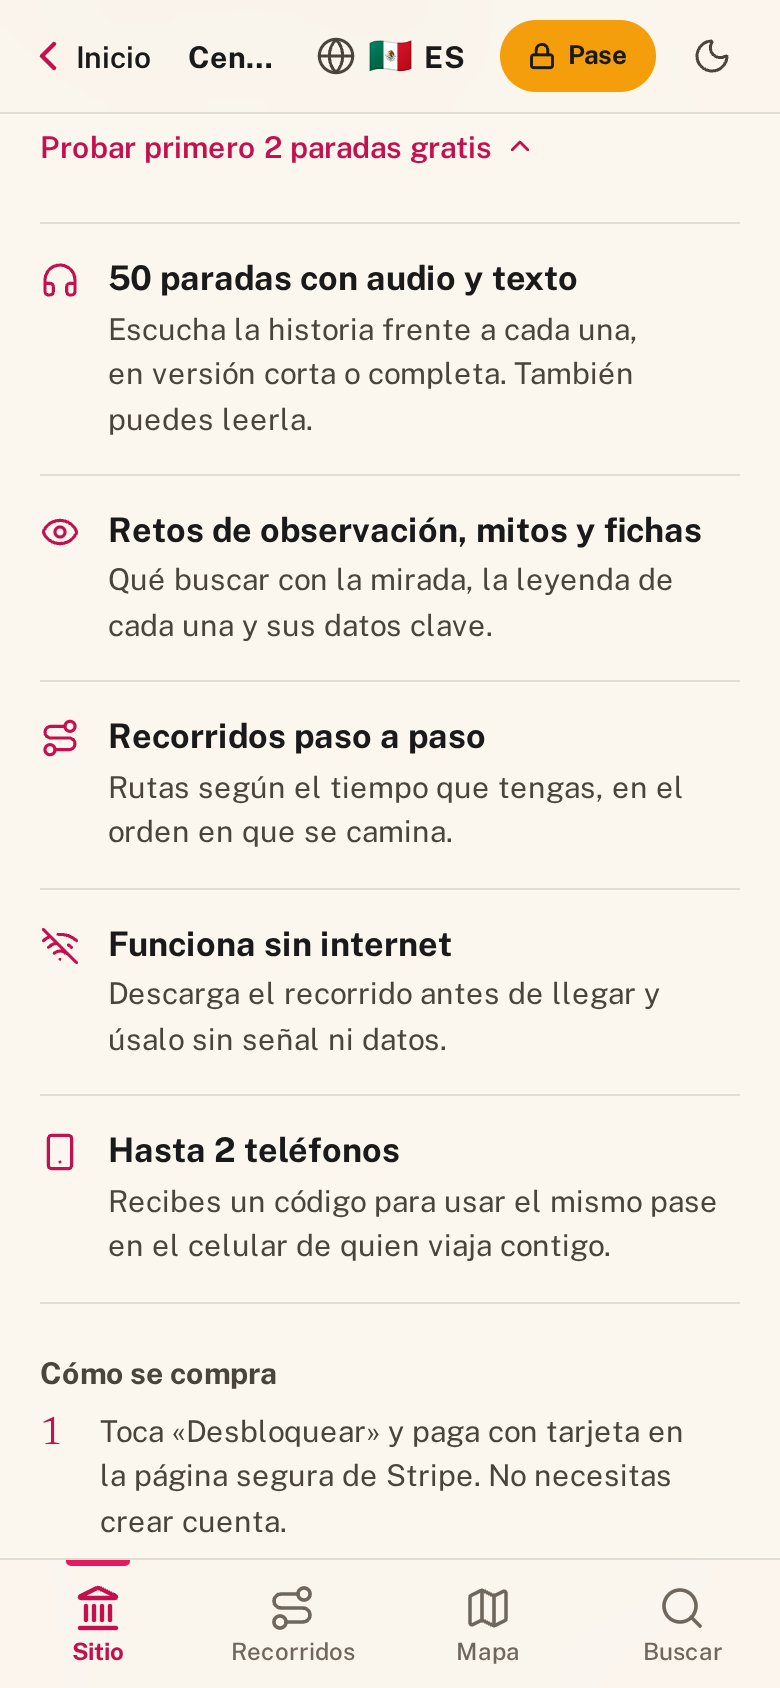 Inicio Cen... ES Pase
Probar primero 2 paradas gratis
50 paradas con audio y texto
Escucha la historia frente a cada una,
en versión corta o completa. También
puedes leerla.
Retos de observación, mitos y fichas
Qué buscar con la mirada, la leyenda de
cada una y sus datos clave.
Recorridos paso a paso
Rutas según el tiempo que tengas, en el
orden en que se camina.
Funciona sin internet
Descarga el recorrido antes de llegar y
úsalo sin señal ni datos.
Hasta 2 teléfonos
Recibes un código para usar el mismo pase
en el celular de quien viaja contigo.
Cómo se compra
1 Toca «Desbloquear» y paga con tarjeta en
la página segura de Stripe. No necesitas
crear cuenta.
Sitio Recorridos Mapa Buscar